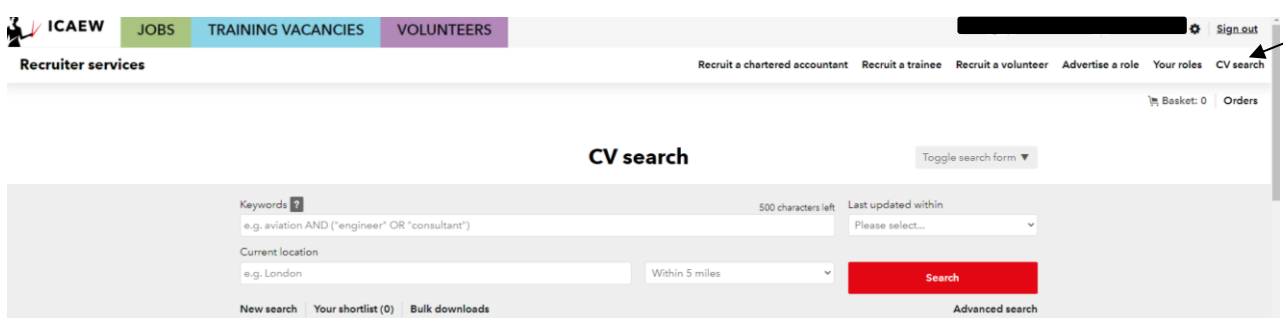 ICAEW JOBS TRAINING VACANCIES VOLUNTEERS Sign out
Recruiter services Recruit a chartered accountant Recruit a trainee Recruit a volunteer Advertise a role Your roles CV search
Basket: 0 Orders
CV search Toggle search form ▼
Keywords ? 500 characters left Last updated within
e.g. aviation AND ("engineer" OR "consultant") Please select...
Current location
e.g. London Within 5 miles Search
New search Your shortlist (0) Bulk downloads Advanced search